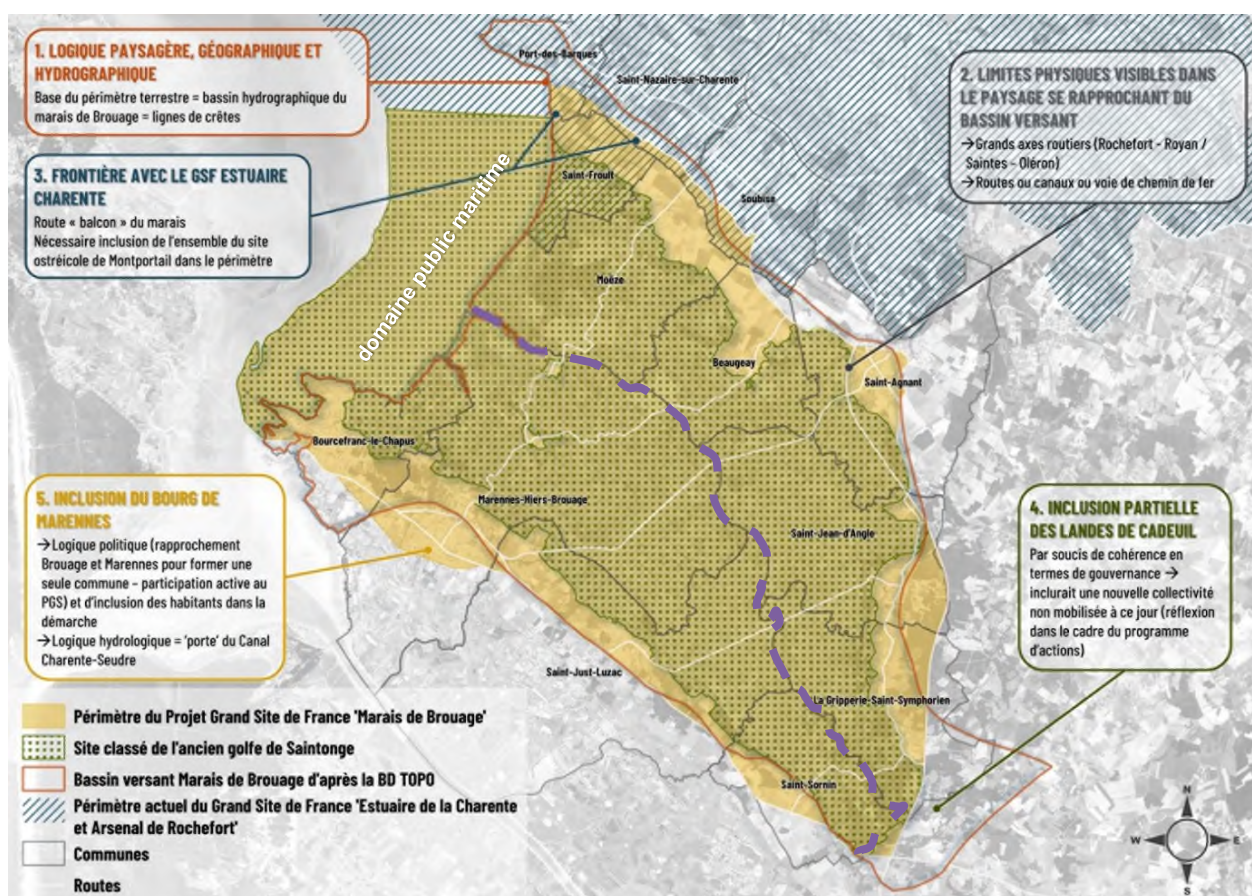 1. LOGIQUE PAYSAGÈRE, GÉOGRAPHIQUE ET
HYDROGRAPHIQUE
Base du périmètre terrestre = bassin hydrographique du
marais de Brouage = lignes de crêtes
3. FRONTIÈRE AVEC LE GSF ESTUAIRE
CHARENTE
Route « balcon » du marais
Nécessaire inclusion de l'ensemble du site
ostréicole de Montportail dans le périmètre
2. LIMITES PHYSIQUES VISIBLES DANS
LE PAYSAGE SE RAPPROCHANT DU
BASSIN VERSANT
→Grands axes routiers (Rochefort - Royan /
Saintes - Oléron)
→Routes ou canaux ou voie de chemin de fer
Port-des-Barques
Saint-Nazaire-sur-Charente
Saint-Froult
Soubise
domaine public maritime
Moëze
Beaugeay
Saint-Agnant
Bourcefranc-le-Chapus
Marennes-Hiers-Brouage
Saint-Jean-d'Angle
Saint-Just-Luzac
La Gripperie-Saint-Symphorien
Saint-Sornin
5. INCLUSION DU BOURG DE
MARENNES
→Logique politique (rapprochement
Brouage et Marennes pour former une
seule commune – participation active au
PGS) et d'inclusion des habitants dans la
démarche
→Logique hydrologique = 'porte' du Canal
Charente-Seudre
4. INCLUSION PARTIELLE
DES LANDES DE CADEUIL
Par soucis de cohérence en
termes de gouvernance →
inclurait une nouvelle collectivité
non mobilisée à ce jour (réflexion
dans le cadre du programme
d'actions)
Périmètre du Projet Grand Site de France 'Marais de Brouage'
Site classé de l'ancien golfe de Saintonge
Bassin versant Marais de Brouage d'après la BD TOPO
Périmètre actuel du Grand Site de France 'Estuaire de la Charente
et Arsenal de Rochefort'
Communes
Routes
N
W
E
S